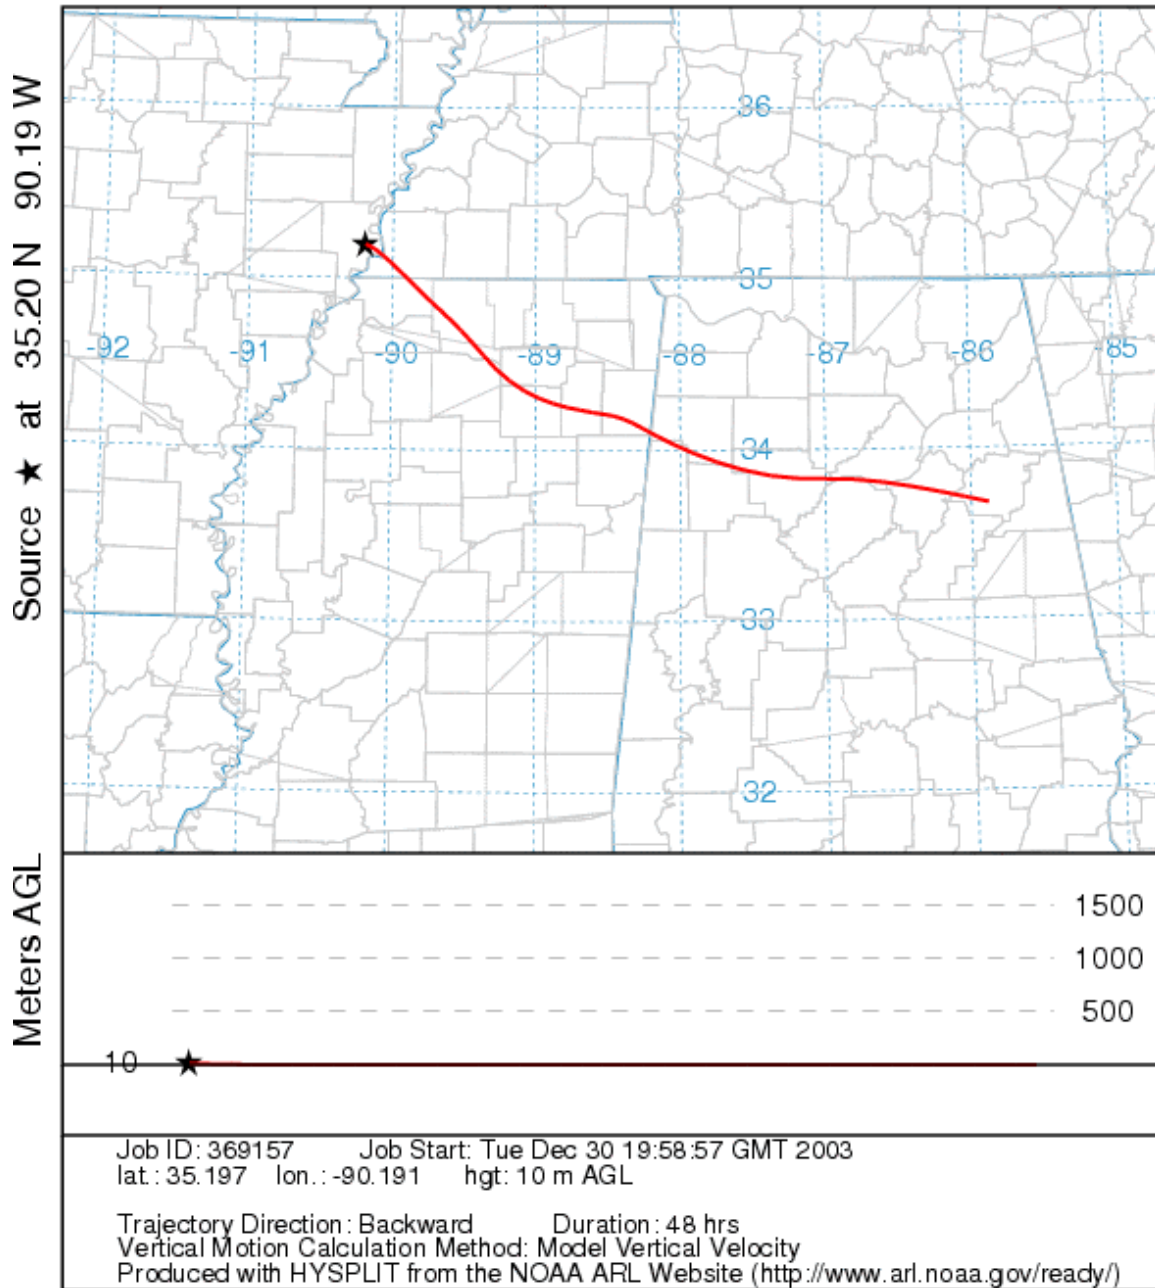 Source ★ at 35.20 N 90.19 W
36
35
-92 -91 -90 -89 -88 -87 -86 -85
34
33
32
Meters AGL
1500
1000
500
10
Job ID: 369157 Job Start: Tue Dec 30 19:58:57 GMT 2003
lat.: 35.197 lon.: -90.191 hgt: 10 m AGL
Trajectory Direction: Backward Duration: 48 hrs
Vertical Motion Calculation Method: Model Vertical Velocity
Produced with HYSPLIT from the NOAA ARL Website (http://www.arl.noaa.gov/ready/)